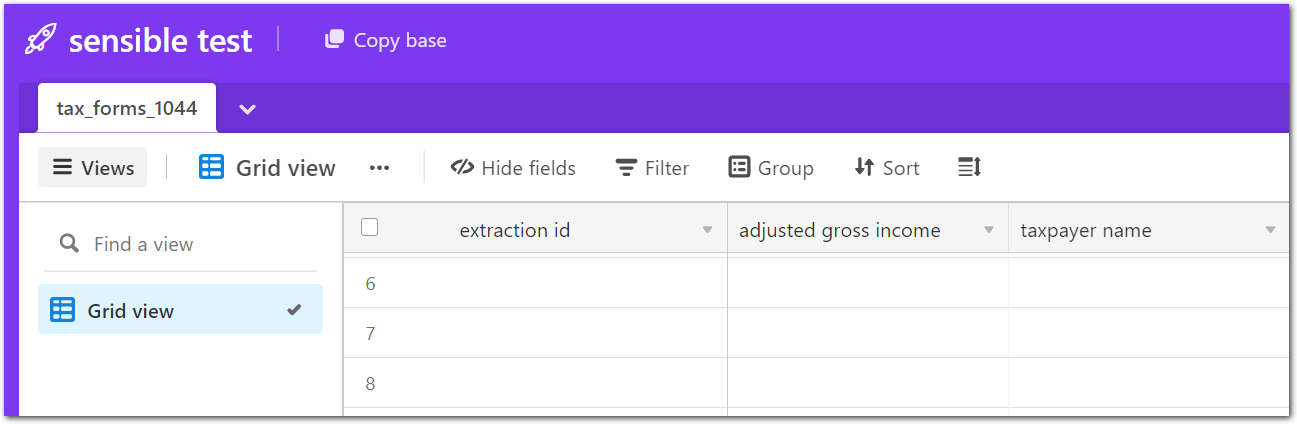 sensible test
Copy base
tax_forms_1044
Views
Grid view
Hide fields
Filter
Group
Sort
Find a view
Grid view
extraction id
adjusted gross income
taxpayer name
6
7
8